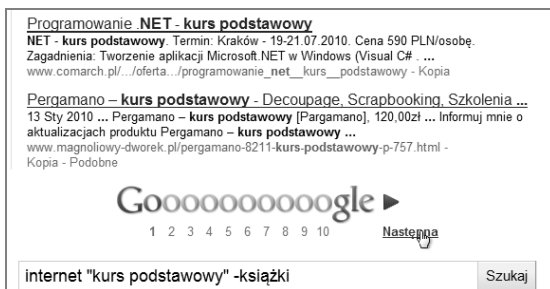 Programowanie .NET - kurs podstawowy
NET - kurs podstawowy. Termin: Kraków - 19-21.07.2010. Cena 590 PLN/osobę.
Zagadnienia: Tworzenie aplikacji Microsoft.NET w Windows (Visual C# . ...
www.comarch.pl/.../oferta.../programowanie_net__kurs__podstawowy - Kopia
Pergamano – kurs podstawowy - Decoupage, Scrapbooking, Szkolenia ...
13 Sty 2010 ... Pergamano – kurs podstawowy [Pargamano], 120,00zł ... Informuj mnie o
aktualizacjach produktu Pergamano – kurs podstawowy ...
www.magnoliowy-dworek.pl/pergamano-8211-kurs-podstawowy-p-757.html -
Kopia - Podobne
Goooooooooogle
1 2 3 4 5 6 7 8 9 10 Następna
internet "kurs podstawowy" -książki Szukaj